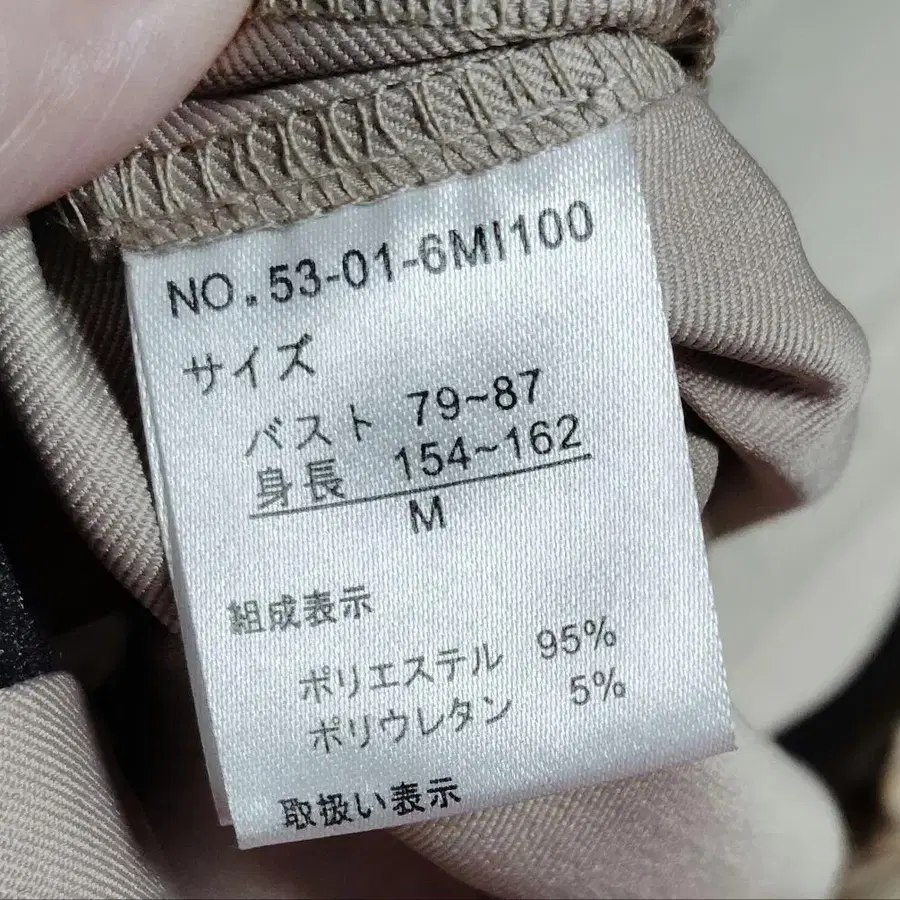 NO.53-01-6MI100
サイズ
バスト 79~87
身長 154~162
M
組成表示
ポリエステル 95%
ポリウレタン 5%
取扱い表示